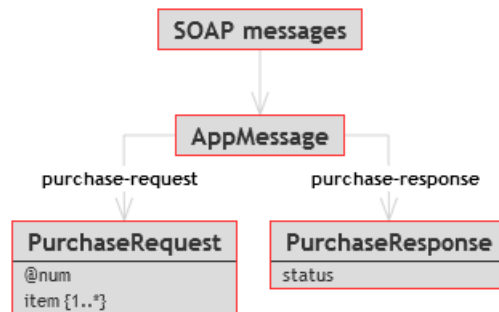 SOAP messages
AppMessage
purchase-request
purchase-response
PurchaseRequest
@num
item {1..*}
PurchaseResponse
status